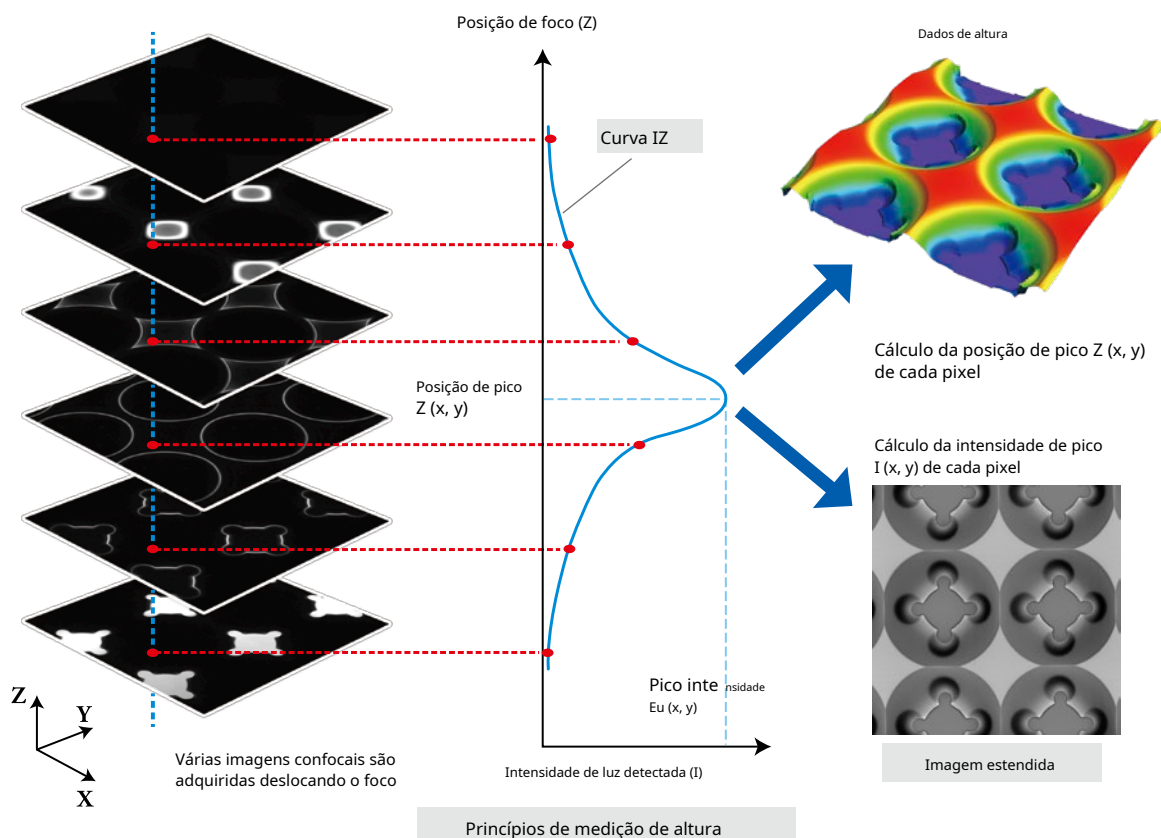 Posição de foco (Z)
Dados de altura
Curva IZ
Posição de pico
Z (x, y)
Cálculo da posição de pico Z (x, y)
de cada pixel
Cálculo da intensidade de pico
I (x, y) de cada pixel
Pico inte nsidade
Eu (x, y)
Z
Y
X
Várias imagens confocais são
adquiridas deslocando o foco
Intensidade de luz detectada (I)
Imagem estendida
Princípios de medição de altura